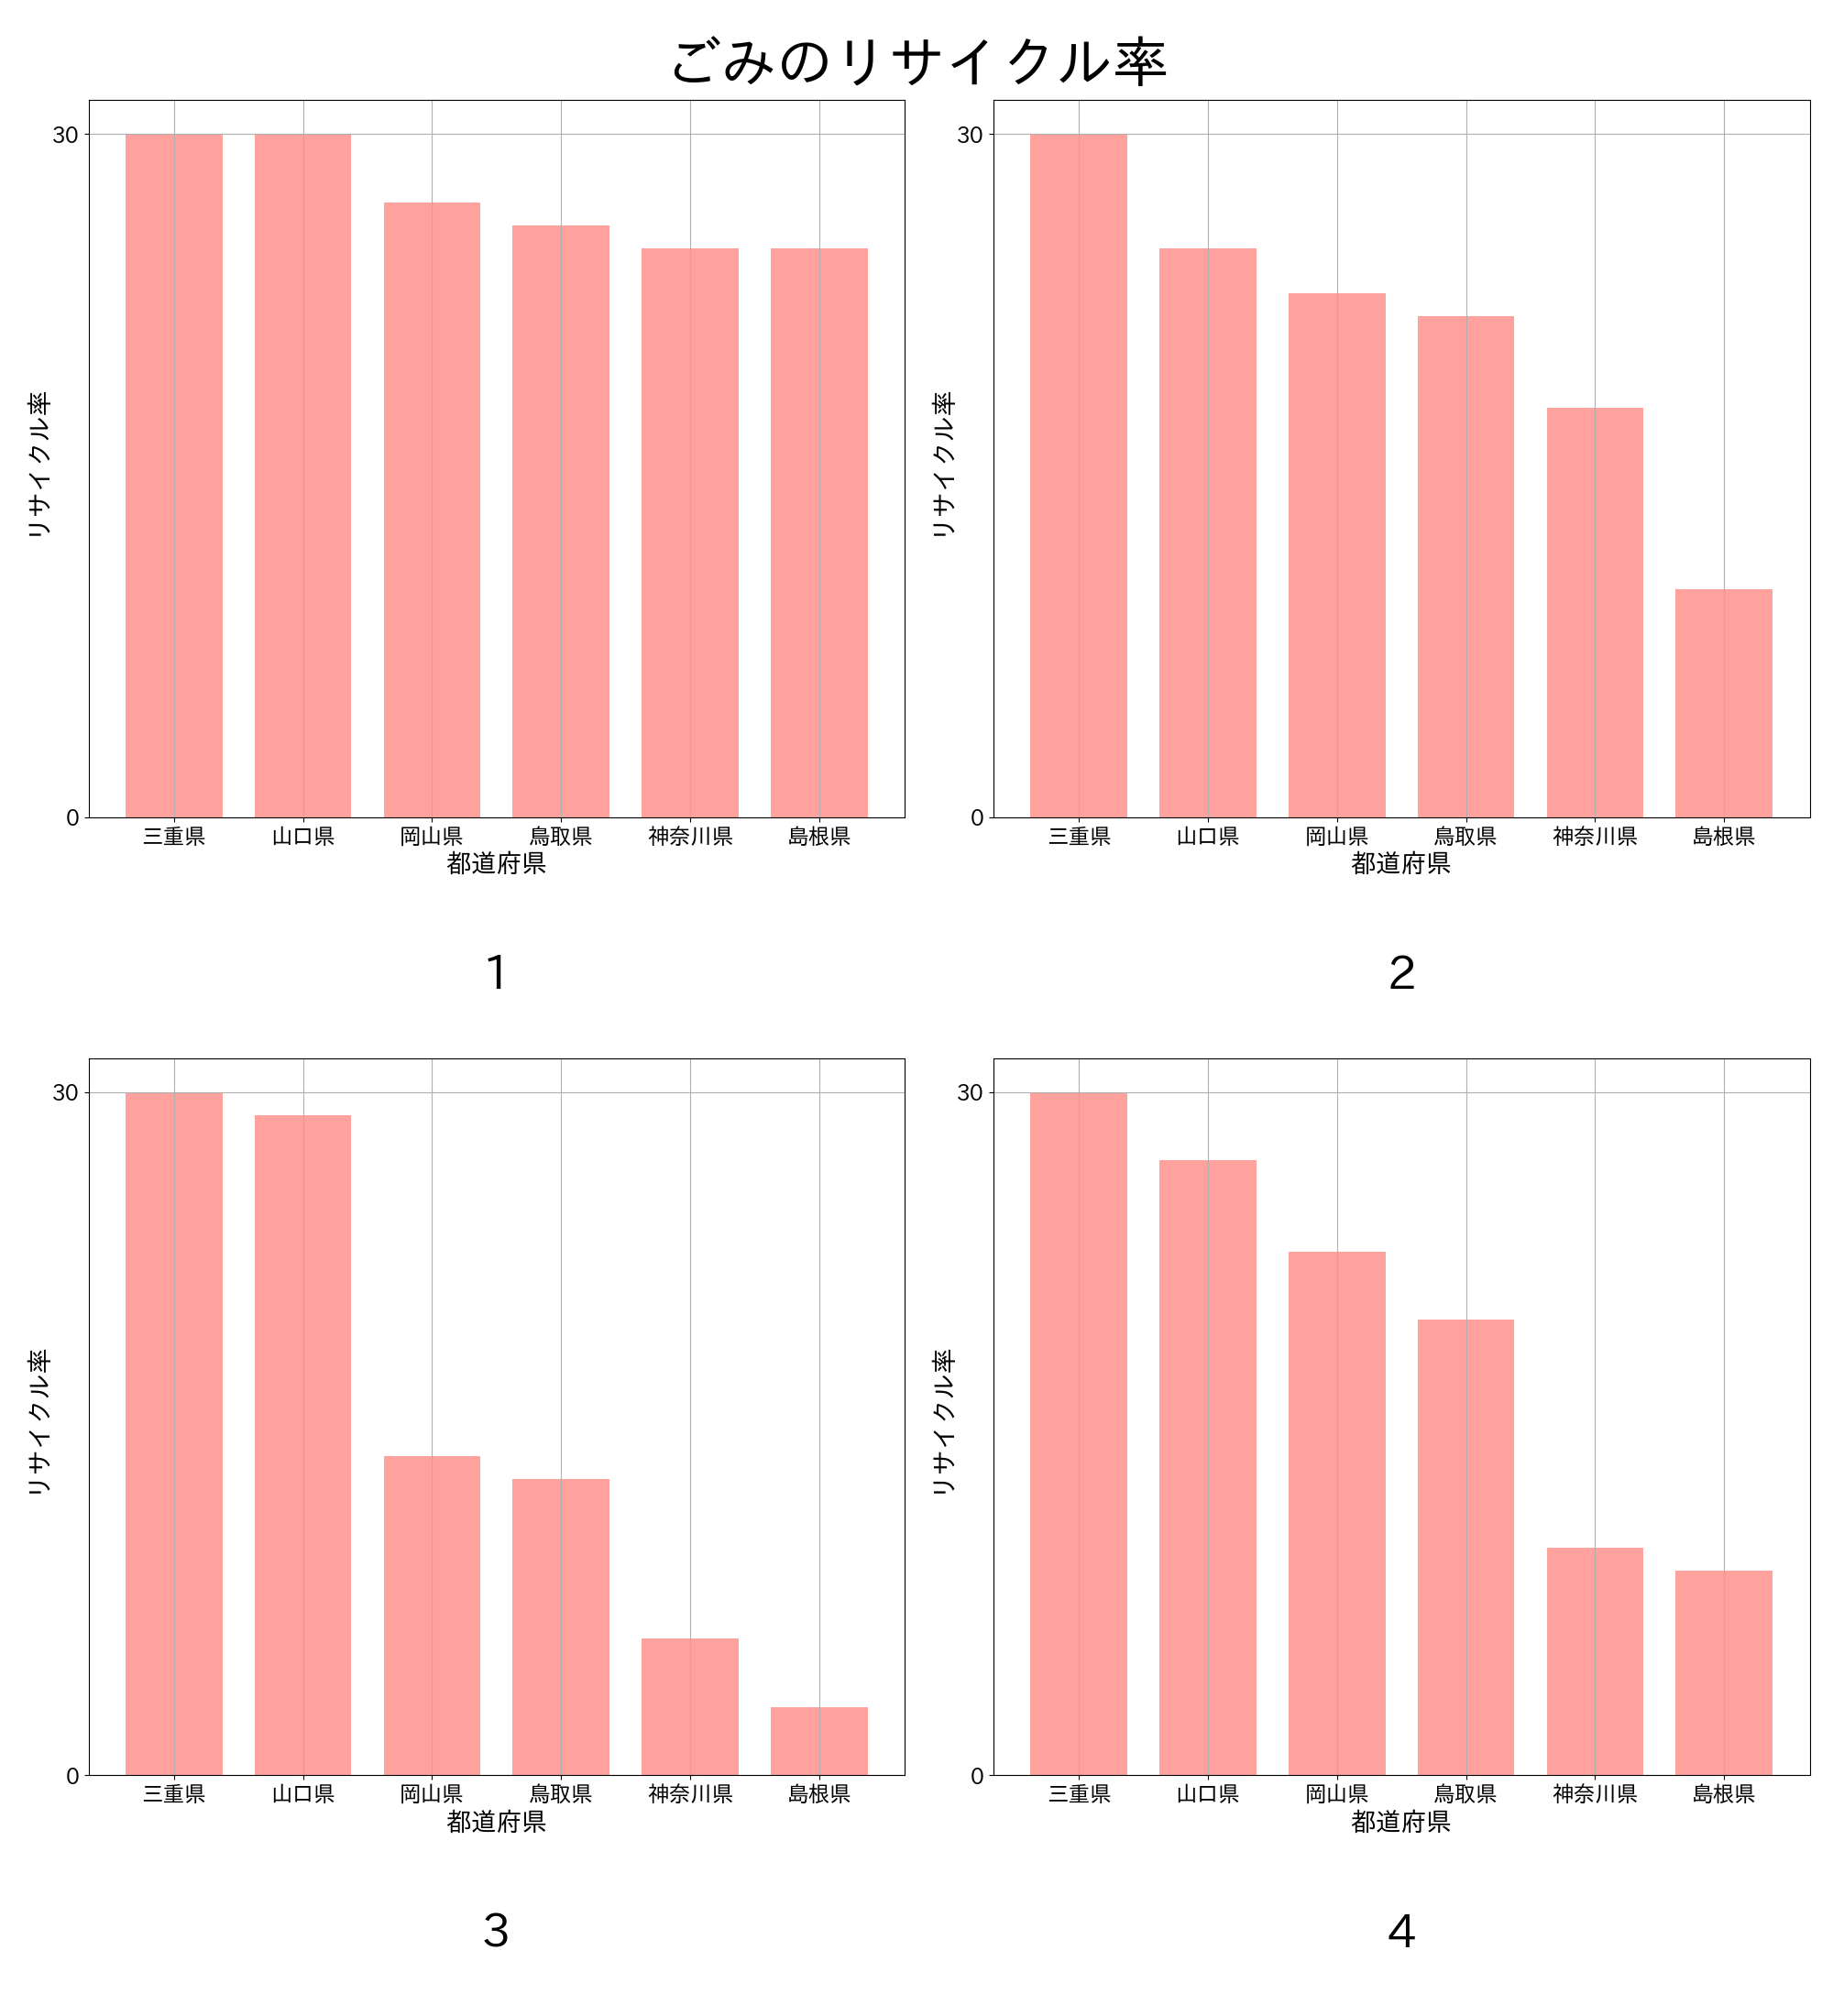 ごみのリサイクル率
30
0
リサイクル率
三重県 山口県 岡山県 鳥取県 神奈川県 島根県
都道府県
1
30
0
リサイクル率
三重県 山口県 岡山県 鳥取県 神奈川県 島根県
都道府県
2
30
0
リサイクル率
三重県 山口県 岡山県 鳥取県 神奈川県 島根県
都道府県
3
30
0
リサイクル率
三重県 山口県 岡山県 鳥取県 神奈川県 島根県
都道府県
4